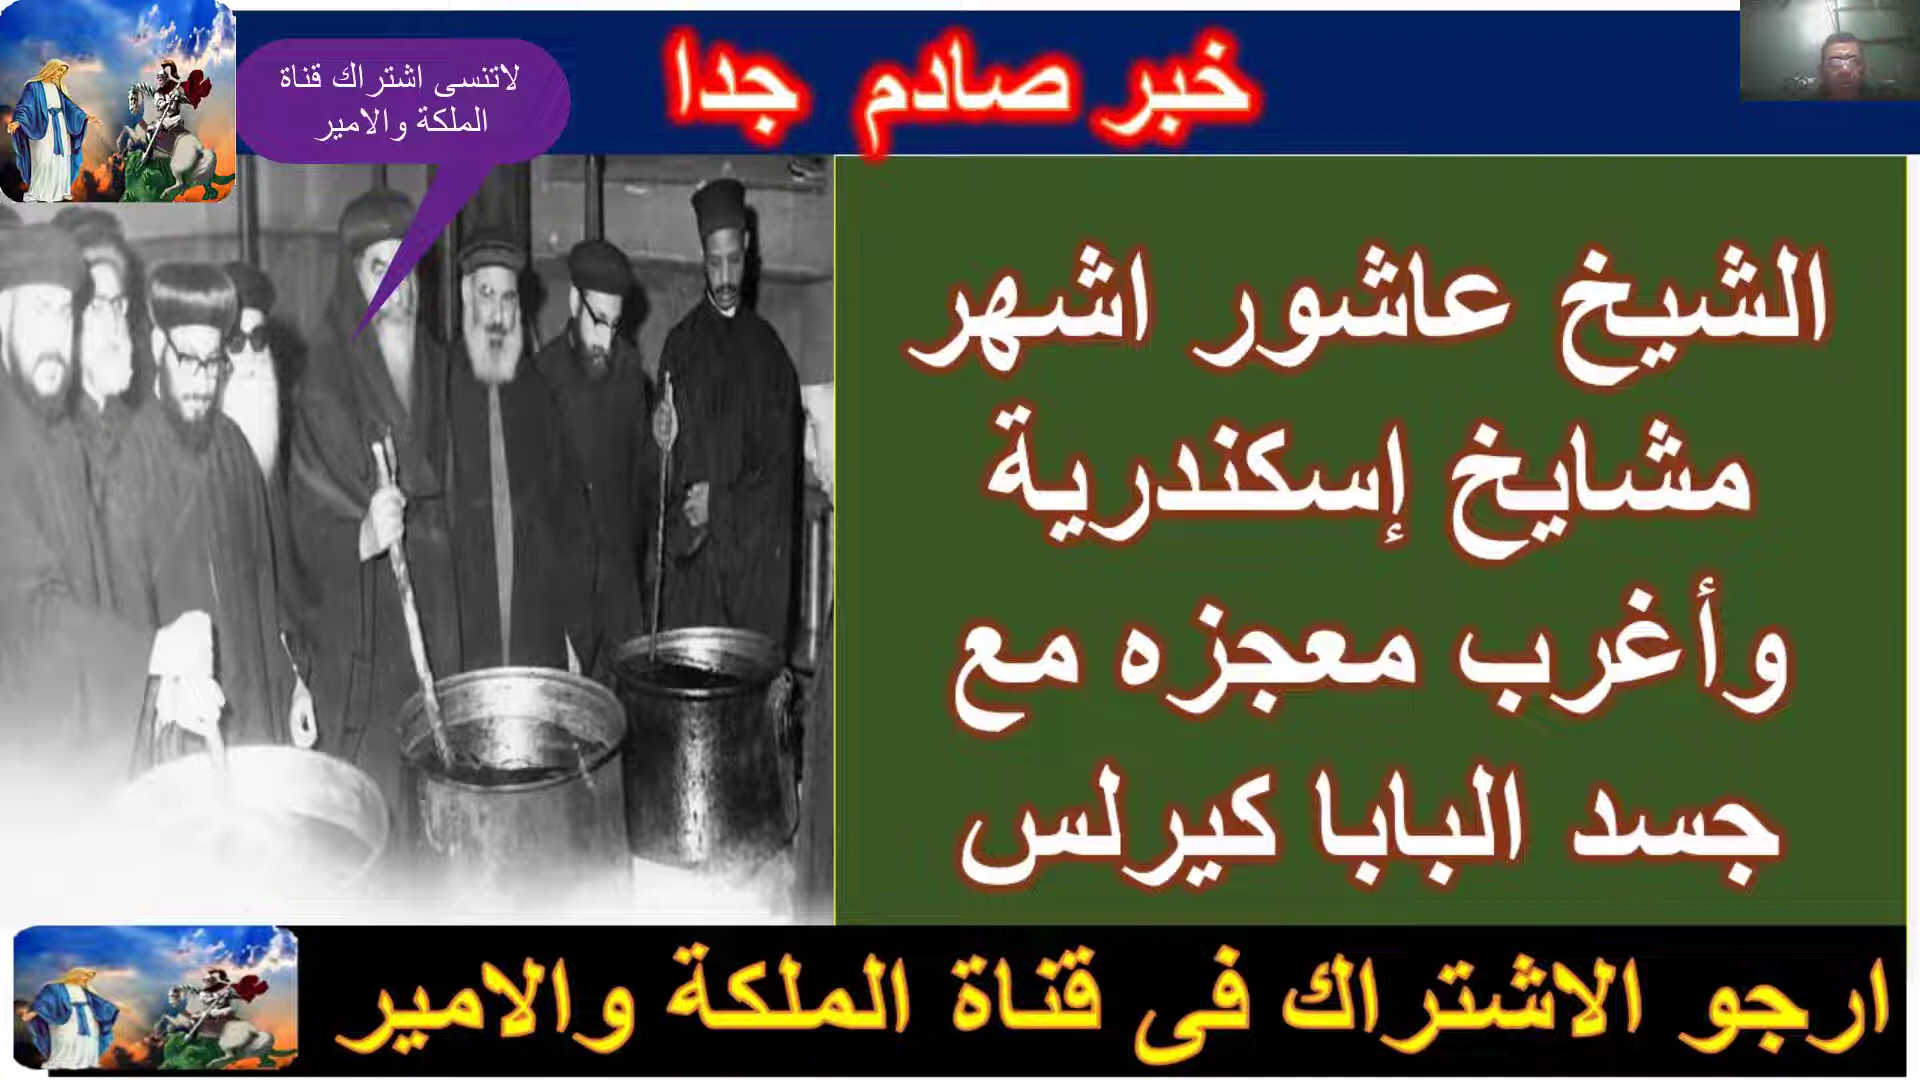 خبر صادم جدا
لاتنسى اشتراك قناة
الملكة والامير
الشيخ عاشور اشهر
مشايخ إسكندرية
وأغرب معجزه مع
جسد البابا كيرلس
ارجو الاشتراك فى قناة الملكة والامير